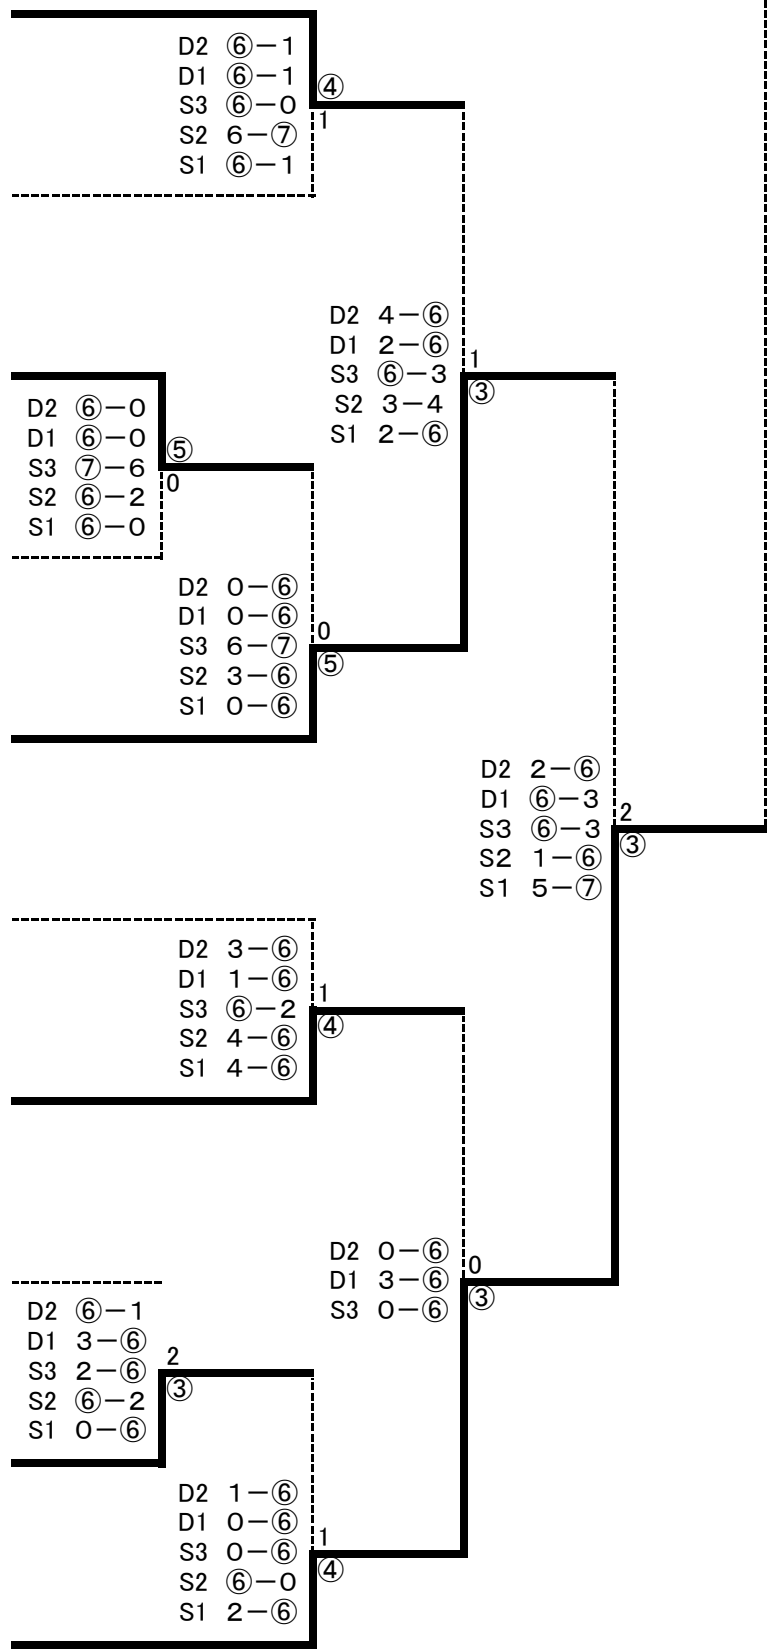 D2 ⑥－1
D1 ⑥－1
S3 ⑥－0
S2 6－⑦
S1 ⑥－1
④
1
D2 4－⑥
D1 2－⑥
S3 ⑥－3
S2 3－4
S1 2－⑥
1
③
D2 ⑥－0
D1 ⑥－0
S3 ⑦－6
S2 ⑥－2
S1 ⑥－0
⑤
0
D2 0－⑥
D1 0－⑥
S3 6－⑦
S2 3－⑥
S1 0－⑥
0
⑤
D2 2－⑥
D1 ⑥－3
S3 ⑥－3
S2 1－⑥
S1 5－⑦
2
③
D2 3－⑥
D1 1－⑥
S3 ⑥－2
S2 4－⑥
S1 4－⑥
1
④
D2 0－⑥
D1 3－⑥
S3 0－⑥
0
③
D2 ⑥－1
D1 3－⑥
S3 2－⑥
S2 ⑥－2
S1 0－⑥
2
③
D2 1－⑥
D1 0－⑥
S3 0－⑥
S2 ⑥－0
S1 2－⑥
1
④